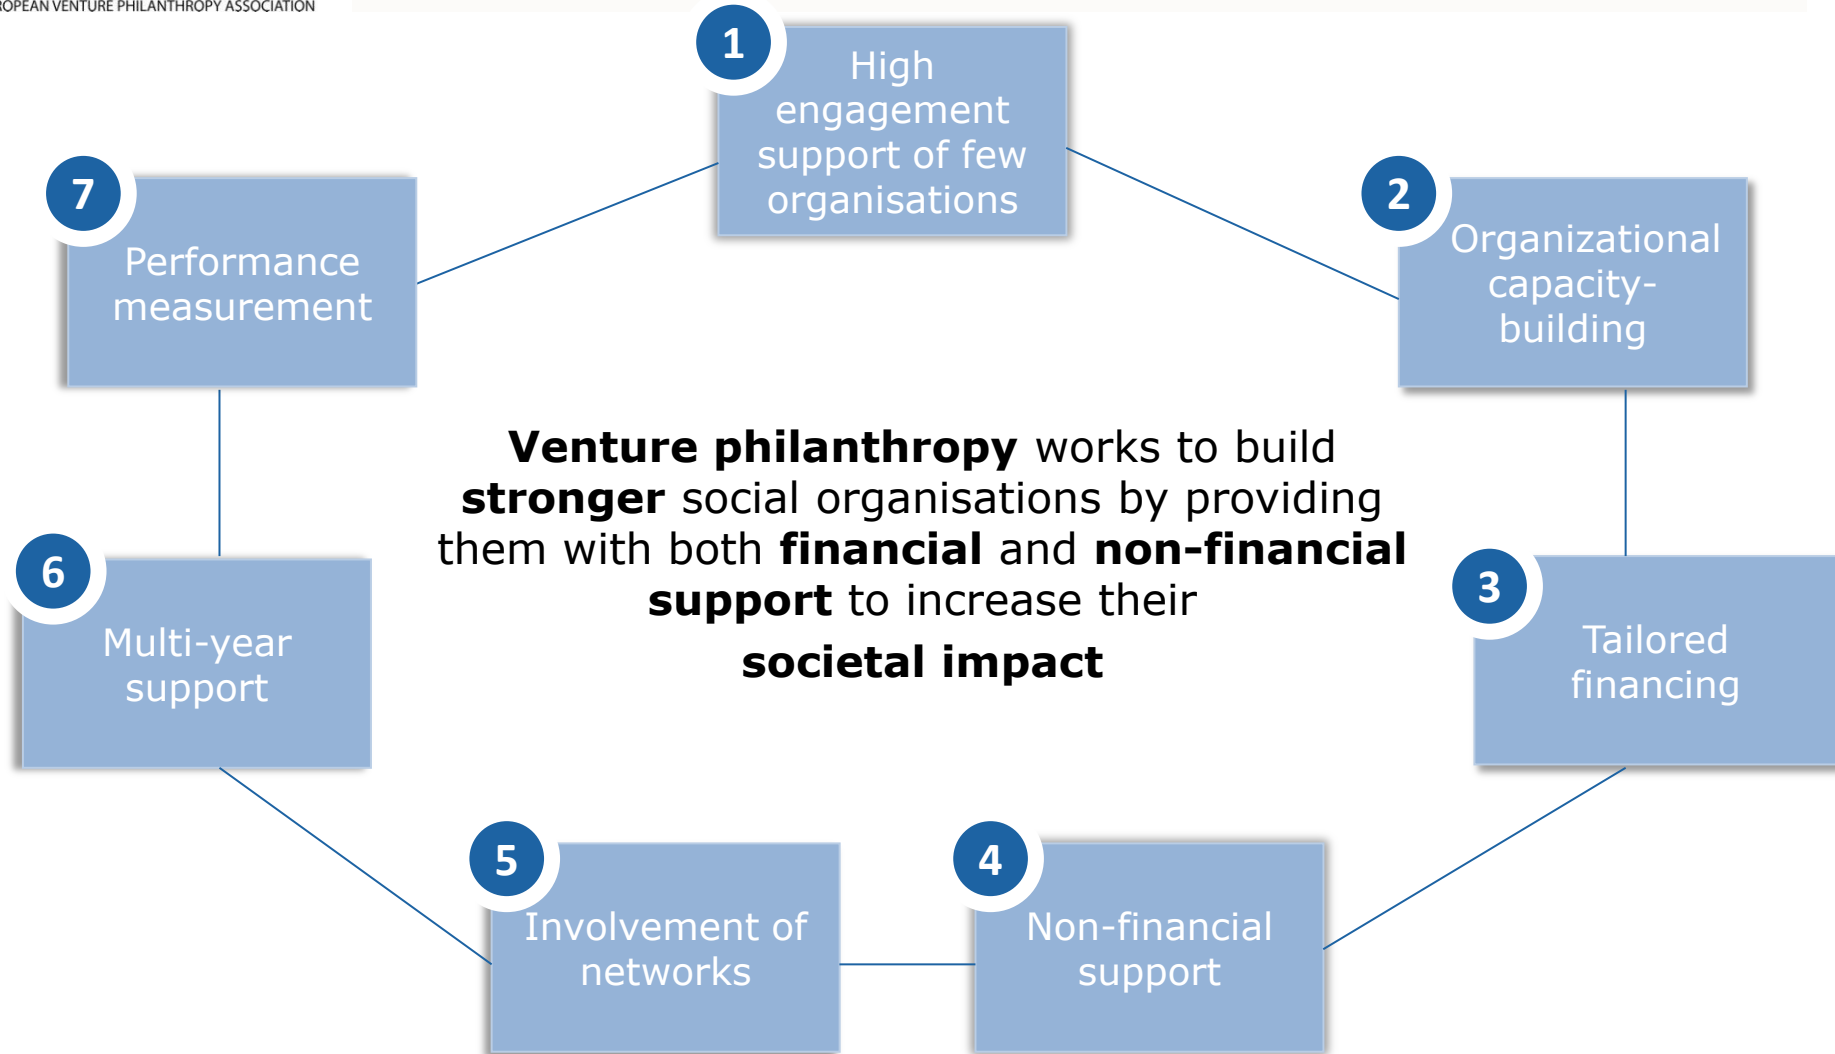 VENTURE PHILANTHROPY ASSOCIATION
1
High
engagement
support of few
organisations
2
Organizational
capacity-
building
3
Tailored
financing
4
Non-financial
support
5
Involvement of
networks
6
Multi-year
support
7
Performance
measurement
Venture philanthropy works to build
stronger social organisations by providing
them with both financial and non-financial
support to increase their
societal impact